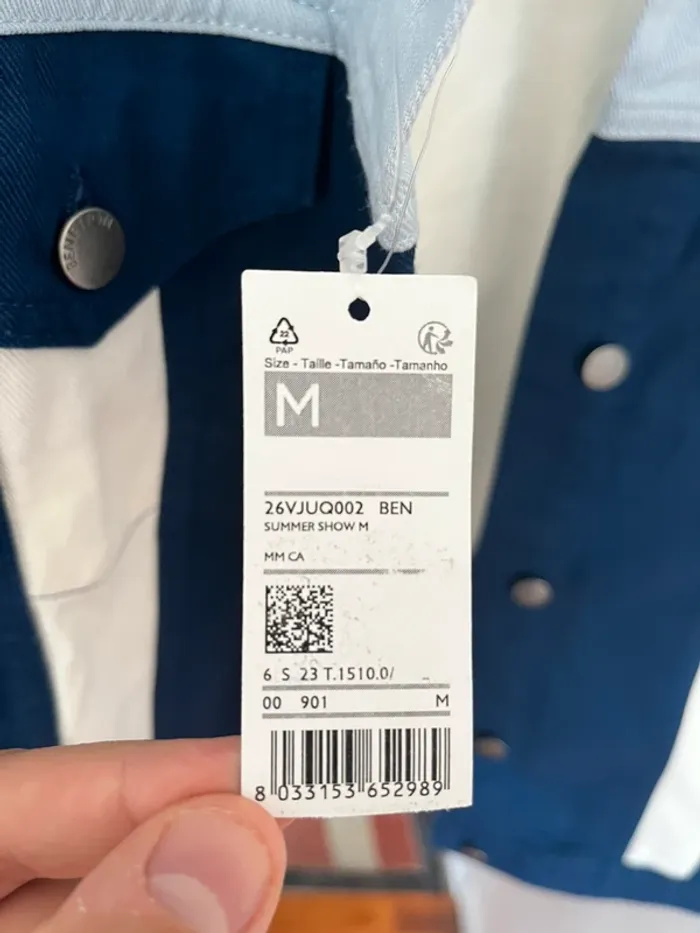 BENETTON
22
PAP
Size - Taille -Tamaño -Tamanho
M
26VJUQ002 BEN
SUMMER SHOW M
MM CA
6 S 23 T.1510.0/
00 901 M
8 033153 652989